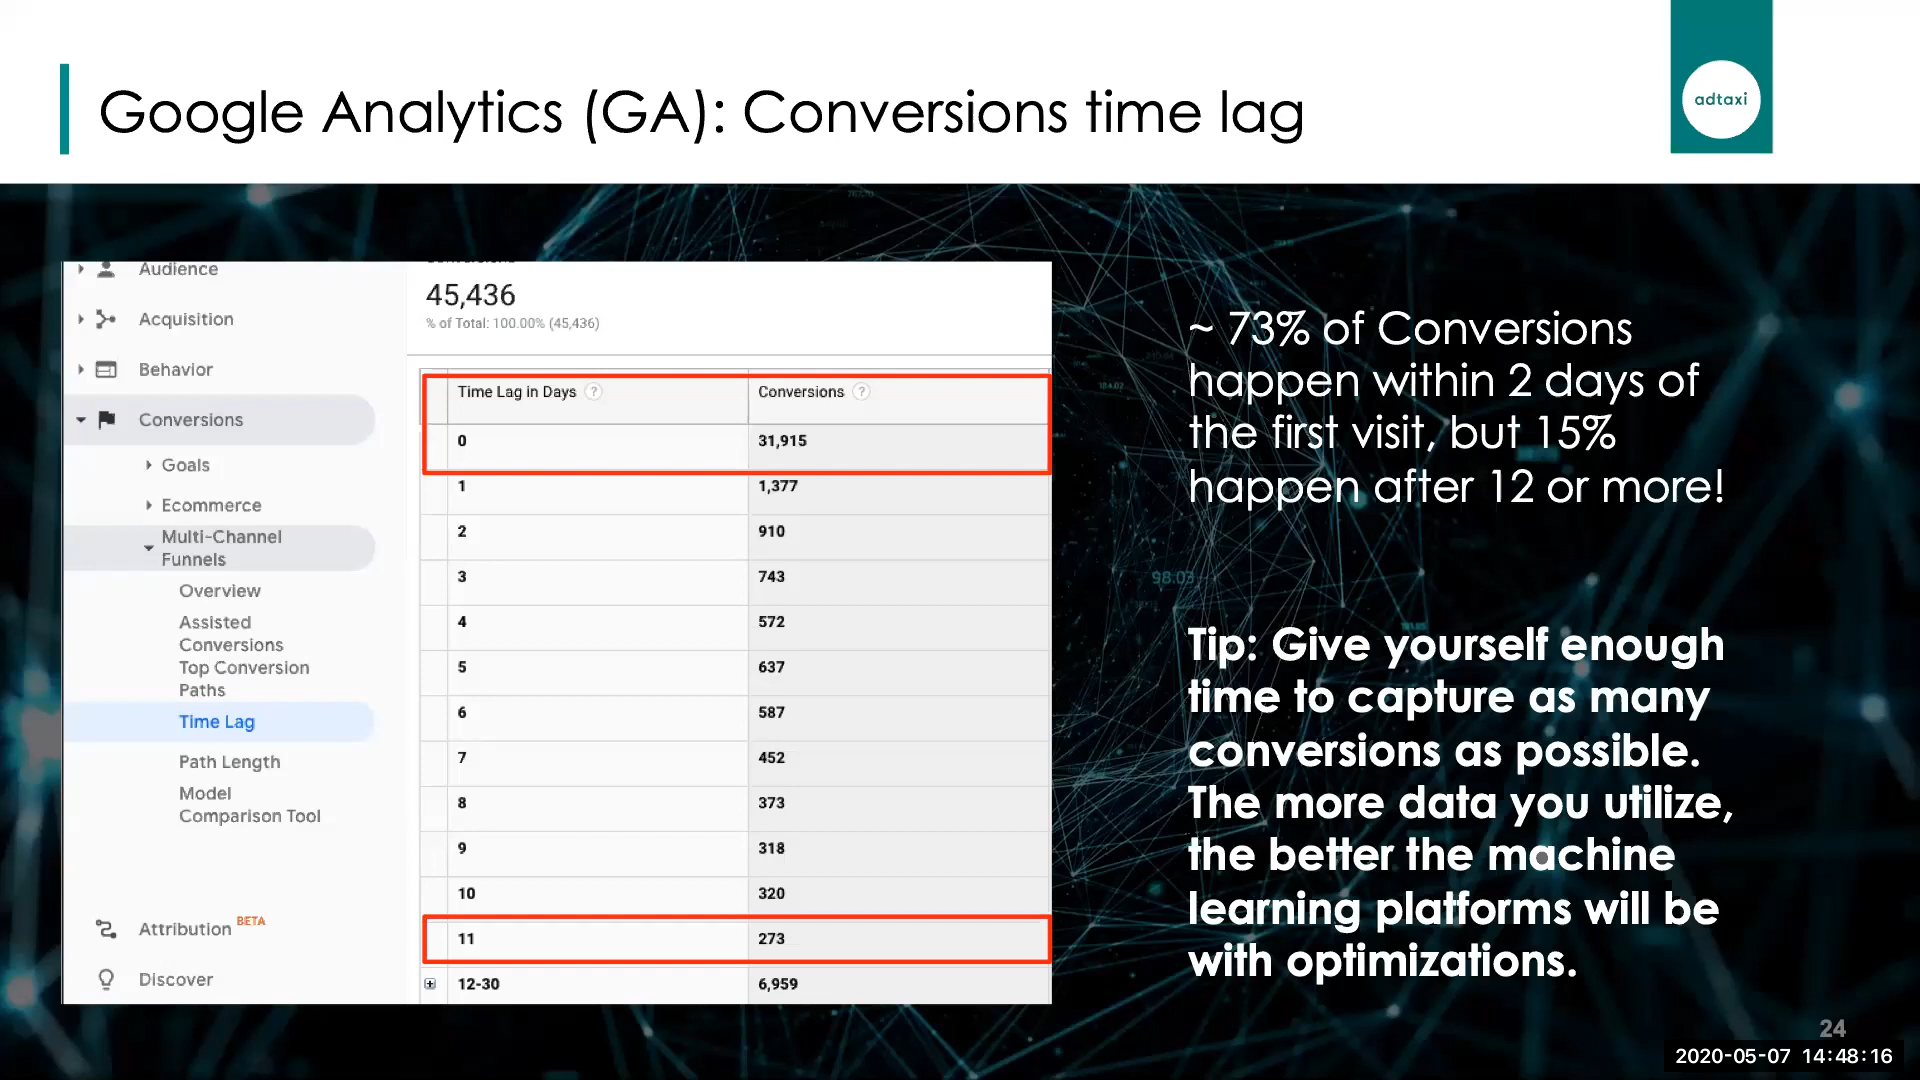 Google Analytics (GA): Conversions time lag
adtaxi
Audience
Acquisition
Behavior
Conversions
Goals
Ecommerce
Multi-Channel
Funnels
Overview
Assisted
Conversions
Top Conversion
Paths
Time Lag
Path Length
Model
Comparison Tool
Attribution BETA
Discover
45,436
% of Total: 100.00% (45,436)
Time Lag in Days ? Conversions ?
0 31,915
1 1,377
2 910
3 743
4 572
5 637
6 587
7 452
8 373
9 318
10 320
11 273
12-30 6,959
~ 73% of Conversions
happen within 2 days of
the first visit, but 15%
happen after 12 or more!
98.03
Tip: Give yourself enough
time to capture as many
conversions as possible.
The more data you utilize,
the better the machine
learning platforms will be
with optimizations.
24
2020-05-07 14:48:16